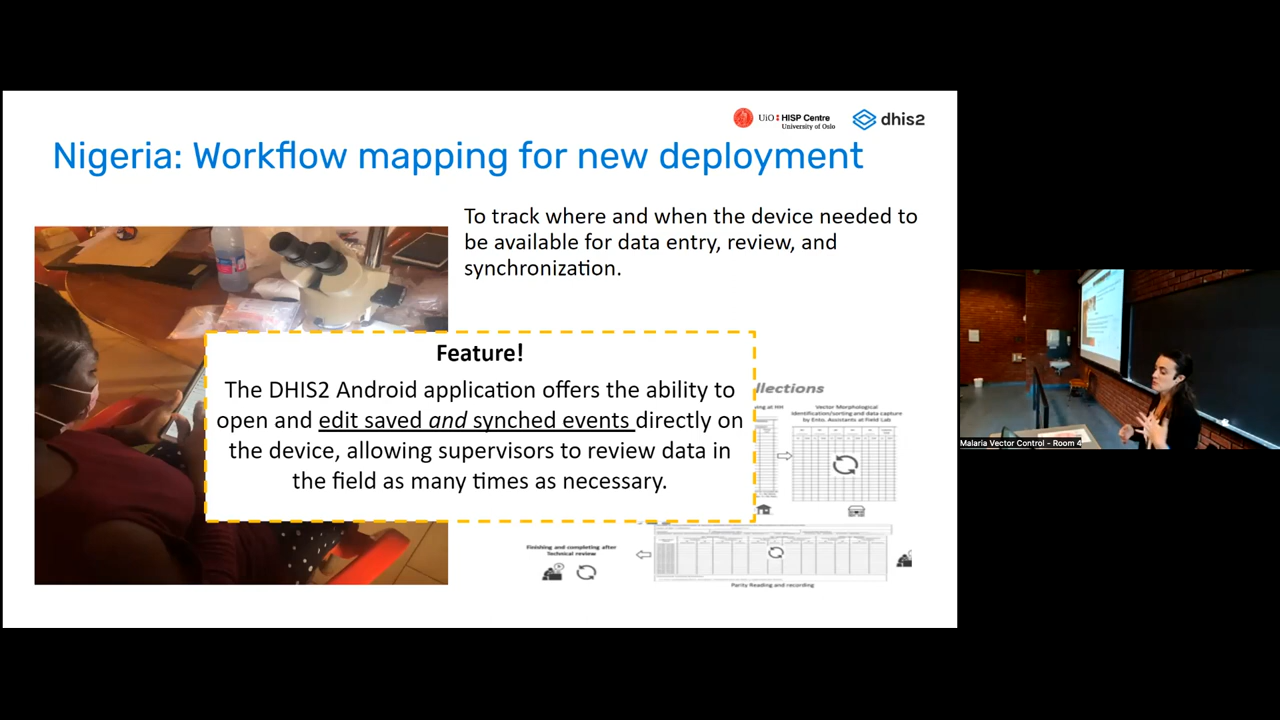 UiO HISP Centre
University of Oslo
dhis2
Nigeria: Workflow mapping for new deployment
To track where and when the device needed to
be available for data entry, review, and
synchronization.
Feature!
The DHIS2 Android application offers the ability to
open and edit saved and synched events directly on
the device, allowing supervisors to review data in
the field as many times as necessary.
llections
ong at HH
Vector Morphological
Identification/sorting and data capture
by Ento. Assistants at Field Lab
Finishing and completing after
Technical review
Parity Reading and recording
Malaria Vector Control - Room 4